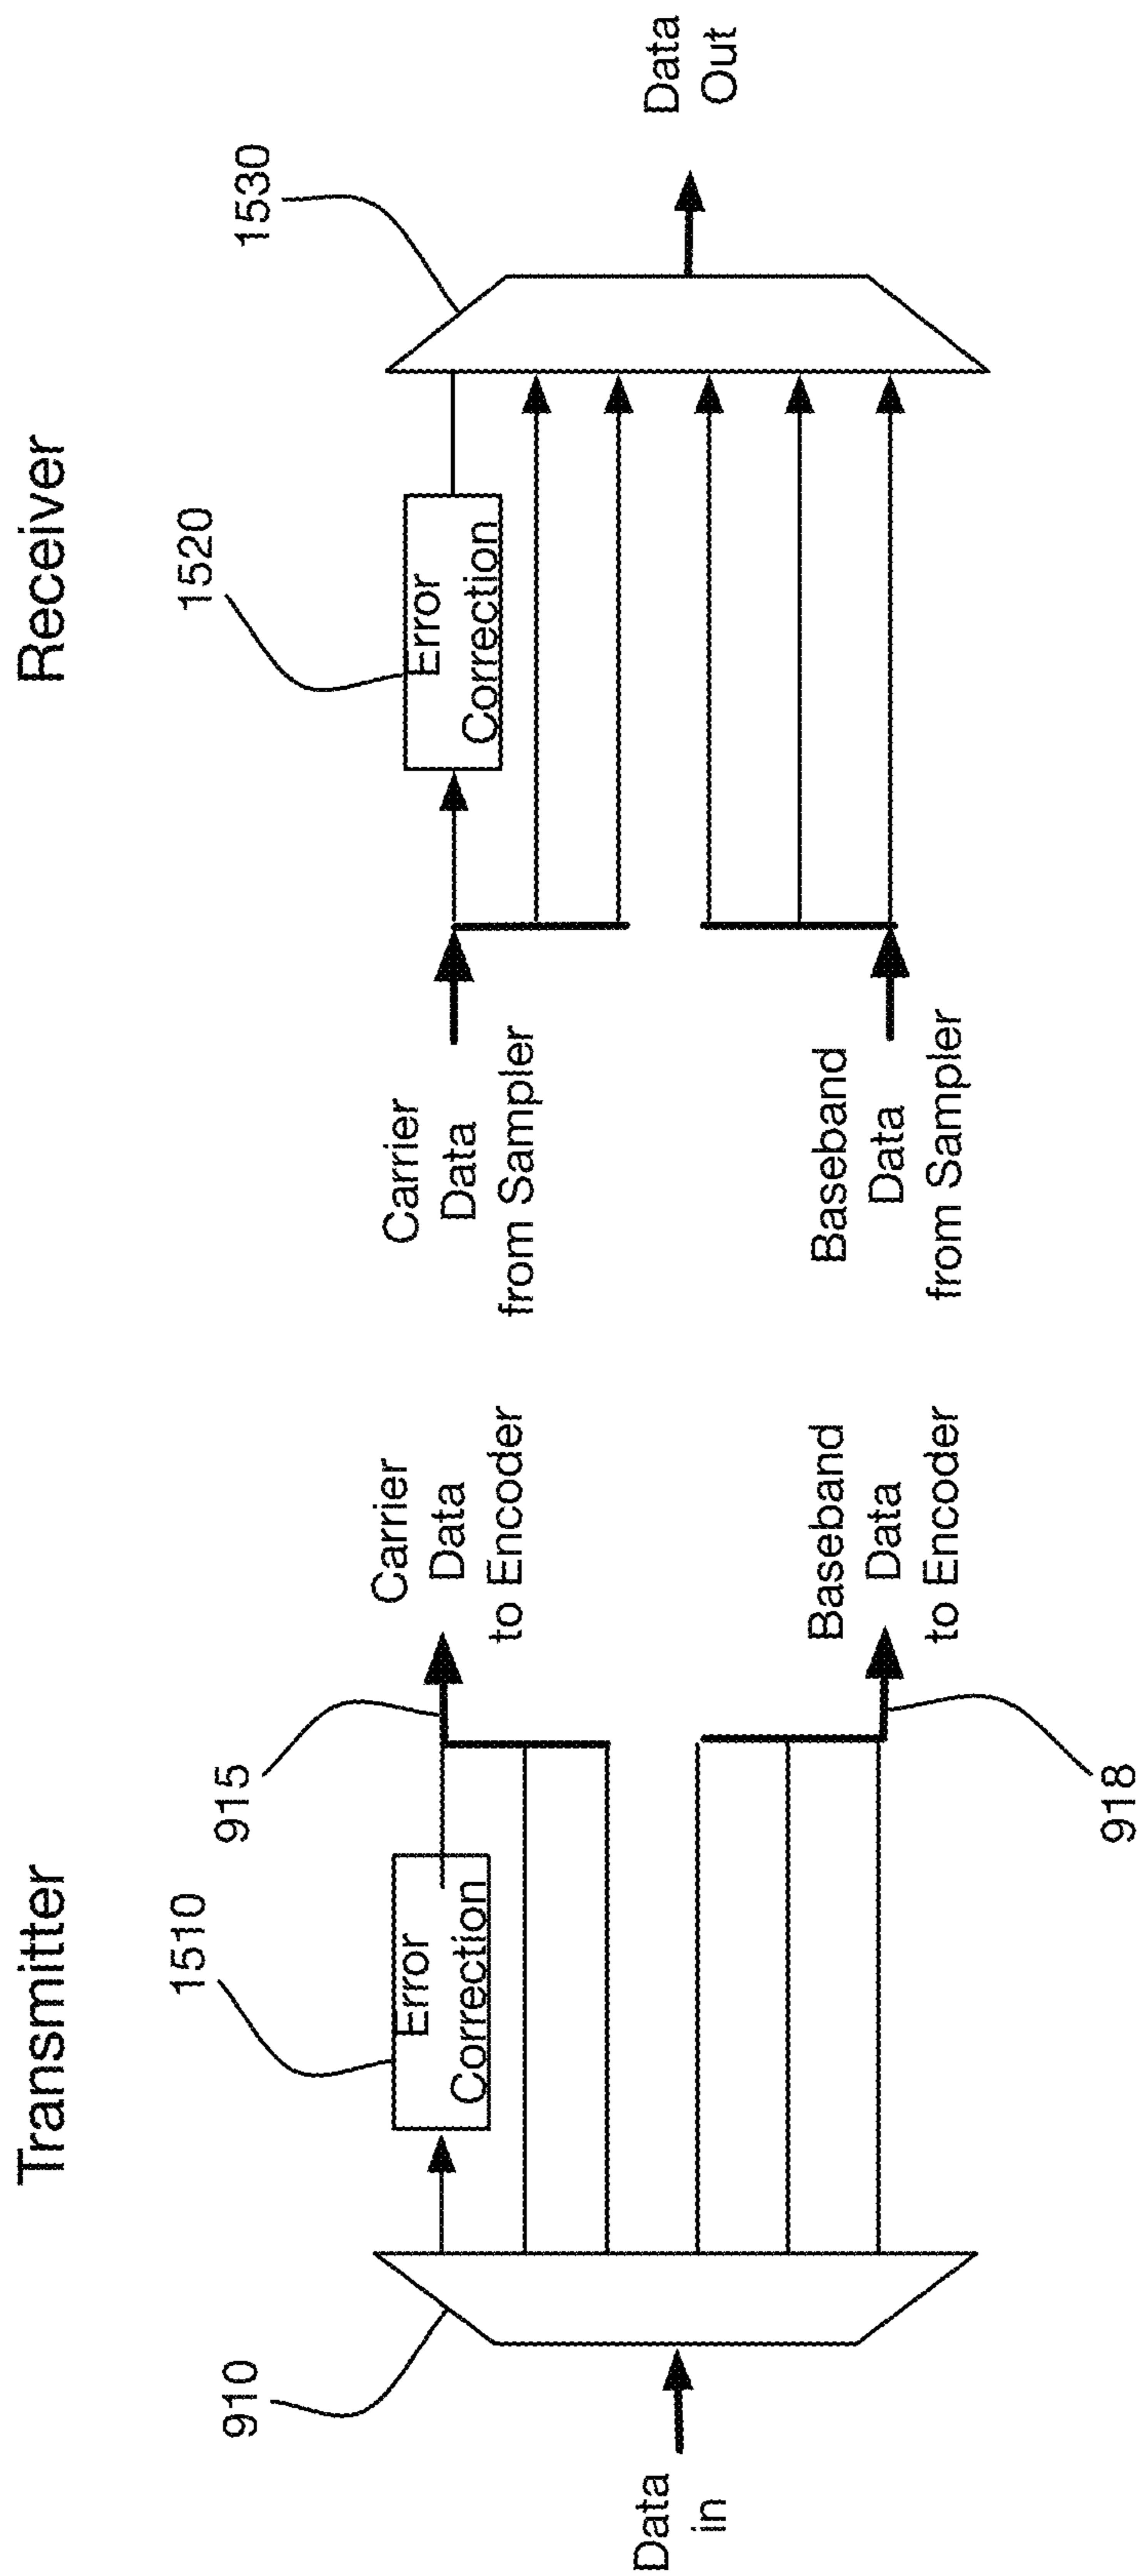 Transmitter
910
1510
915
Error
Correction
Data
in
Carrier
Data
to Encoder
Baseband
Data
to Encoder
918
Receiver
1520
1530
Error
Correction
Carrier
Data
from Sampler
Baseband
Data
from Sampler
Data
Out